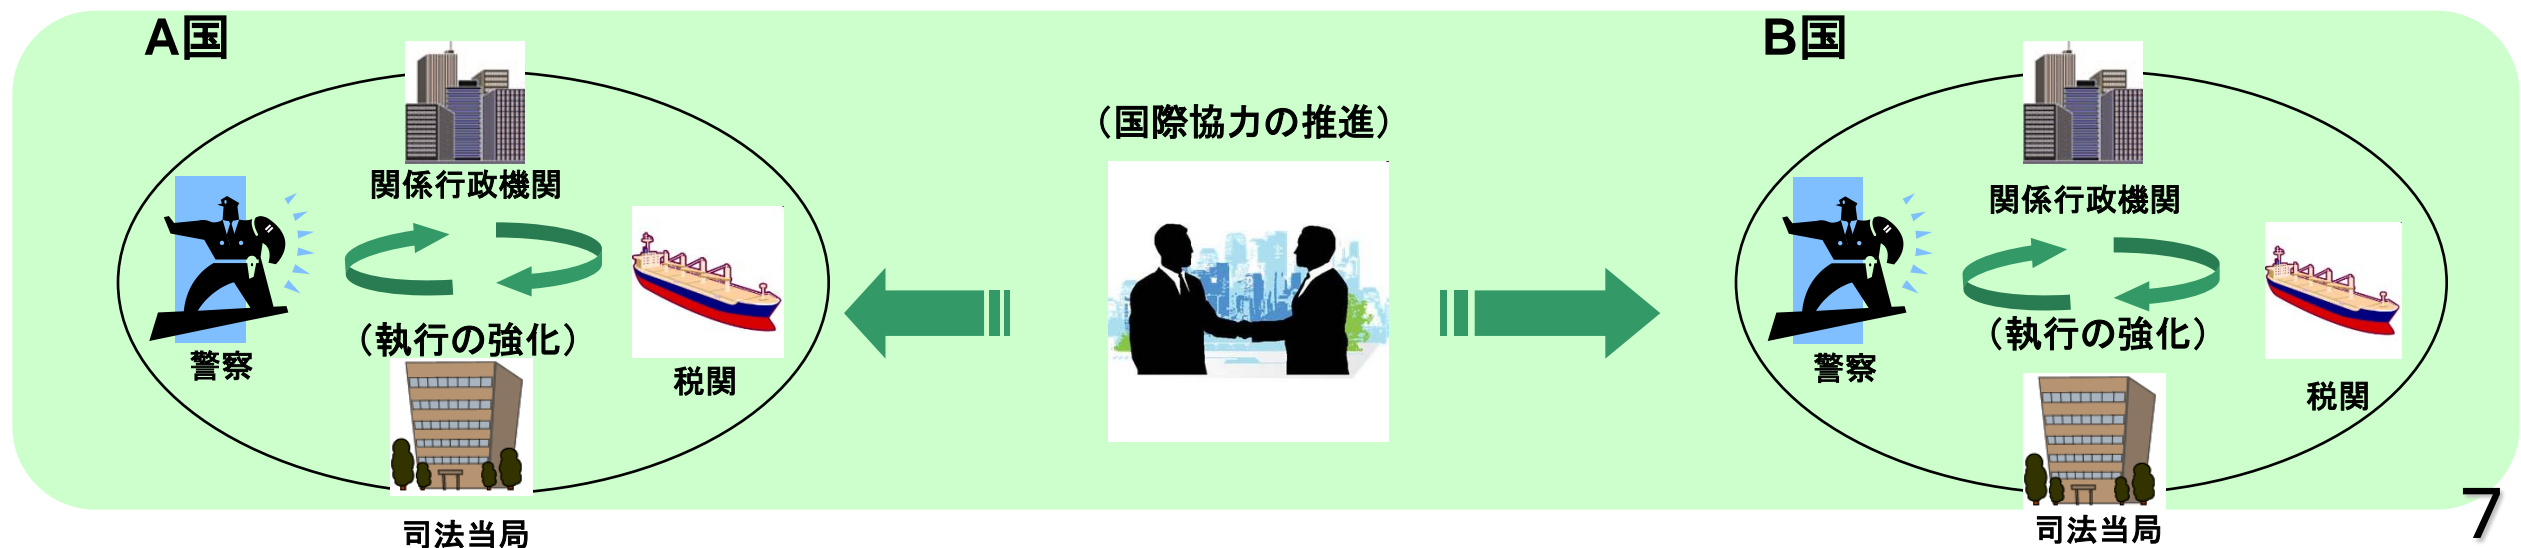 A国
関係行政機関
警察
(執行の強化)
税関
司法当局
(国際協力の推進)
B国
関係行政機関
警察
(執行の強化)
税関
司法当局
7